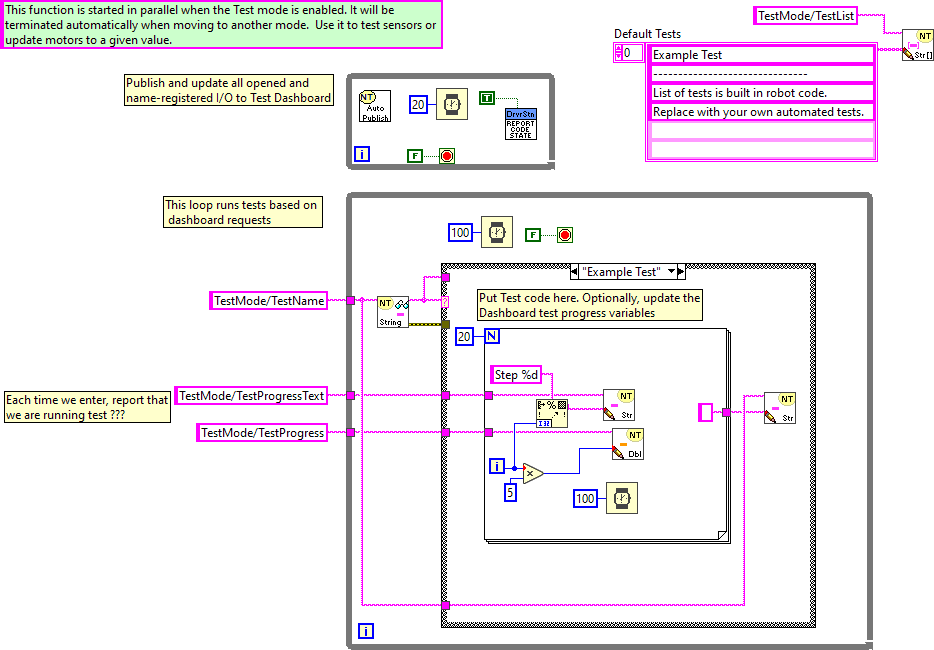 This function is started in parallel when the Test mode is enabled. It will be
terminated automatically when moving to another mode.  Use it to test sensors or
update motors to a given value.
TestMode/TestList
NT
Str[]
Default Tests
0
Example Test
-------------------------------
List of tests is built in robot code.
Replace with your own automated tests.
Publish and update all opened and
name-registered I/O to Test Dashboard
NT
Auto
Publish
20
T
DrvrStn
REPORT
CODE
STATE
i
F
This loop runs tests based on
dashboard requests
100
F
"Example Test"
TestMode/TestName
NT
String
?
Put Test code here. Optionally, update the
Dashboard test progress variables
20
N
Step %d
Each time we enter, report that
we are running test ???
TestMode/TestProgressText
NT
Str
I32
NT
Str
TestMode/TestProgress
NT
Dbl
i
x
5
100
i